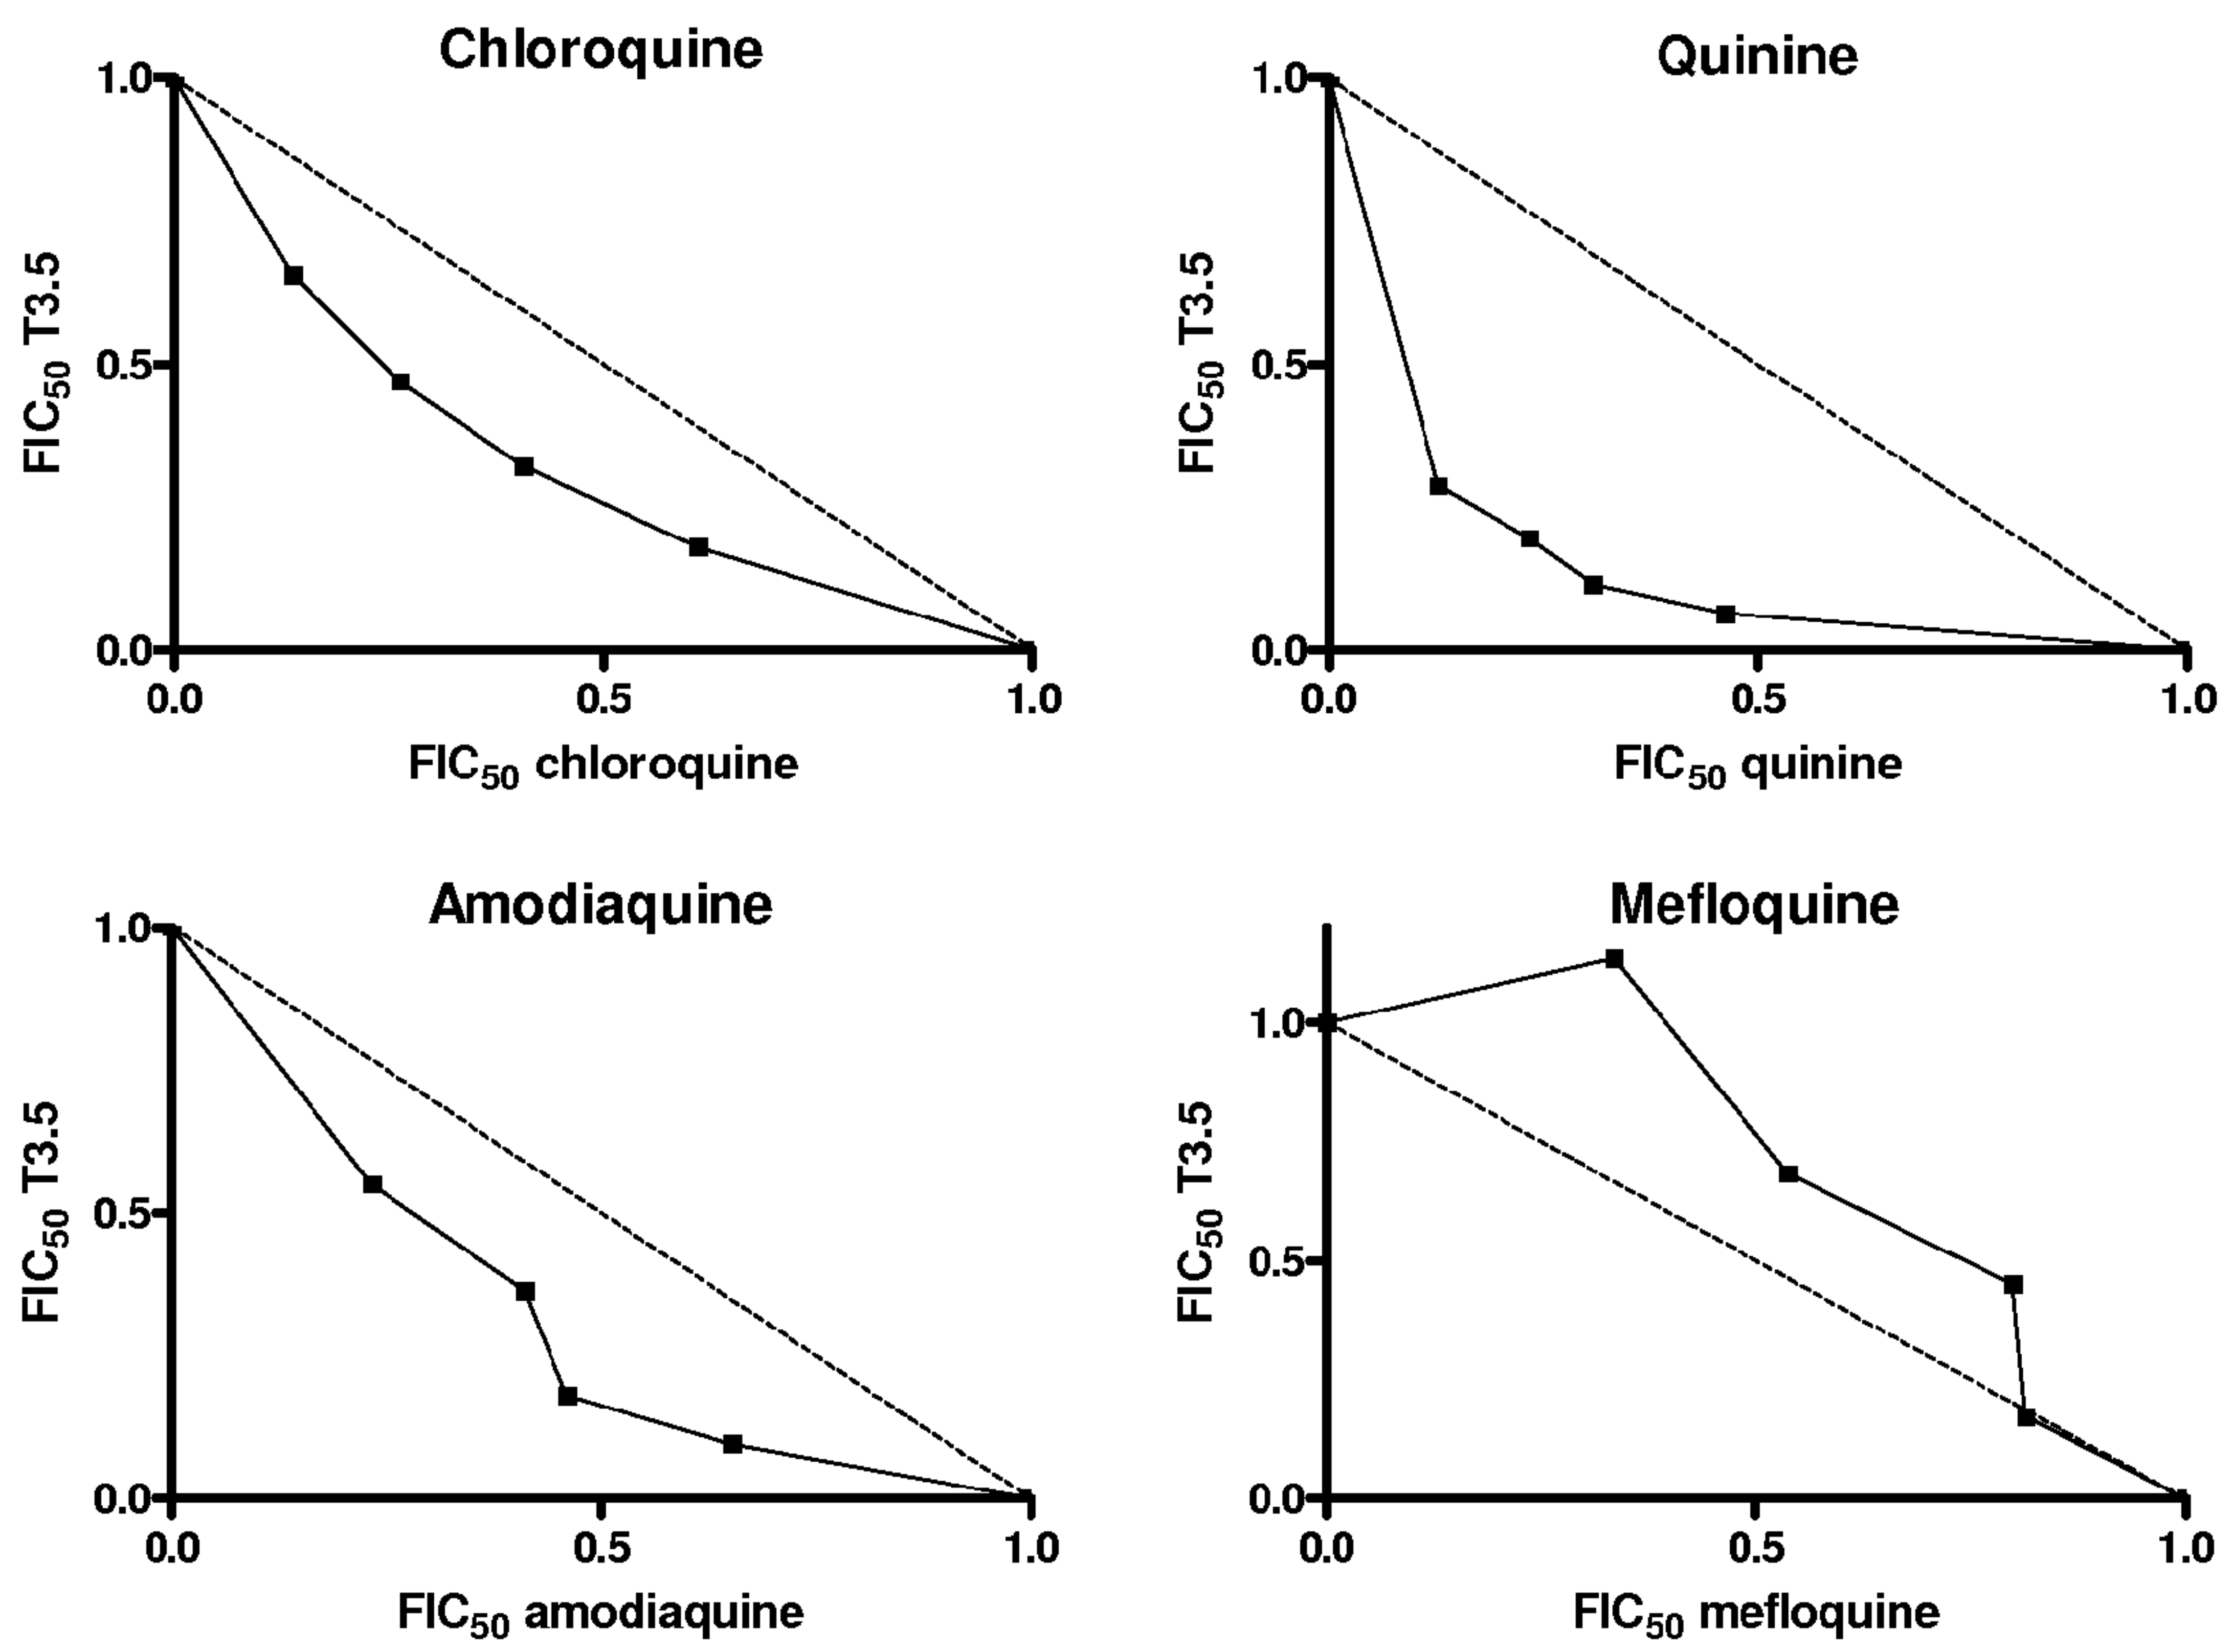 Chloroquine
1.0
0.5
0.0
FIC50 T3.5
0.0 0.5 1.0
FIC50 chloroquine
Quinine
1.0
0.5
0.0
FIC50 T3.5
0.0 0.5 1.0
FIC50 quinine
Amodiaquine
1.0
0.5
0.0
FIC50 T3.5
0.0 0.5 1.0
FIC50 amodiaquine
Mefloquine
1.0
0.5
0.0
FIC50 T3.5
0.0 0.5 1.0
FIC50 mefloquine